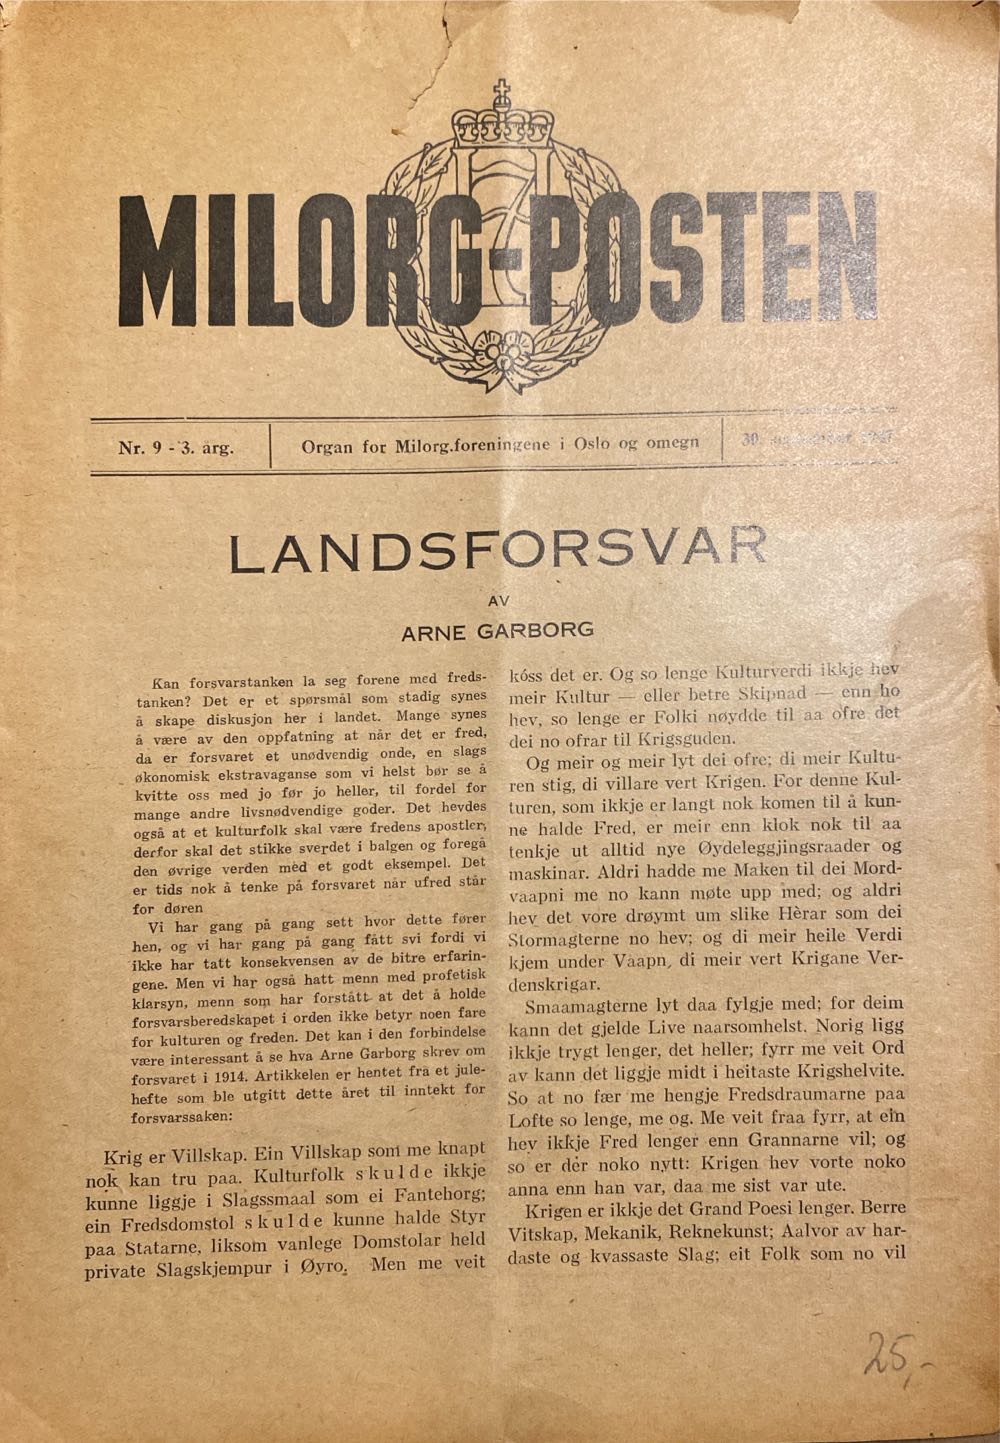 MILORG-POSTEN
Nr. 9 - 3. årg.
Organ for Milorg.foreningene i Oslo og omegn
30. 1947
LANDSFORSVAR
AV
ARNE GARBORG
Kan forsvarstanken la seg forene med freds-
tanken? Det er et spørsmål som stadig synes
å skape diskusjon her i landet. Mange synes
å være av den oppfatning at når det er fred,
da er forsvaret et unødvendig onde, en slags
økonomisk ekstravaganse som vi helst bør se å
kvitte oss med jo før jo heller, til fordel for
mange andre livsnødvendige goder. Det hevdes
også at et kulturfolk skal være fredens apostler,
derfor skal det stikke sverdet i balgen og foregå
den øvrige verden med et godt eksempel. Det
er tids nok å tenke på forsvaret når ufred står
for døren
Vi har gang på gang sett hvor dette fører
hen, og vi har gang på gang fått svi fordi vi
ikke har tatt konsekvensen av de bitre erfarin-
gene. Men vi har også hatt menn med profetisk
klarsyn, menn som har forstått at det å holde
forsvarsberedskapet i orden ikke betyr noen fare
for kulturen og freden. Det kan i den forbindelse
være interessant å se hva Arne Garborg skrev om
forsvaret i 1914. Artikkelen er hentet fra et jule-
hefte som ble utgitt dette året til inntekt for
forsvarssaken:
Krig er Villskap. Ein Villskap som me knapt
nok kan tru paa. Kulturfolk skulde ikkje
kunne liggje i Slagssmaal som ei Fanteborg;
ein Fredsdomstol skulde kunne halde Styr
paa Statarne, liksom vanlege Domstolar held
private Slagskjempur i Øyro. Men me veit
kóss det er. Og so lenge Kulturverdi ikkje hev
meir Kultur — eller betre Skipnad — enn ho
hev, so lenge er Folki nøydde til aa ofre det
dei no ofrar til Krigsguden.
Og meir og meir lyt dei ofre; di meir Kultu-
ren stig, di villare vert Krigen. For denne Kul-
turen, som ikkje er langt nok komen til å kun-
ne halde Fred, er meir enn klok nok til aa
tenkje ut alltid nye Øydeleggjingsraader og
maskinar. Aldri hadde me Maken til dei Mord-
vaapni me no kann møte upp med; og aldri
hev det vore drøymt um slike Hèrar som dei
Stormagterne no hev; og di meir heile Verdi
kjem under Vaapn, di meir vert Krigane Ver-
denskrigar.
Smaamagterne lyt daa fylgje med; for deim
kann det gjelde Live naarsomhelst. Norig ligg
ikkje trygt lenger, det heller; fyrr me veit Ord
av kann det liggje midt i heitaste Krigshelvite.
So at no fær me hengje Fredsdraumarne paa
Lofte so lenge, me og. Me veit fraa fyrr, at ein
hev ikkje Fred lenger enn Grannarne vil; og
so er dèr noko nytt: Krigen hev vorte noko
anna enn han var, daa me sist var ute.
Krigen er ikkje det Grand Poesi lenger. Berre
Vitskap, Mekanik, Reknekunst; Aalvor av har-
daste og kvassaste Slag; eit Folk som no vil
25,-